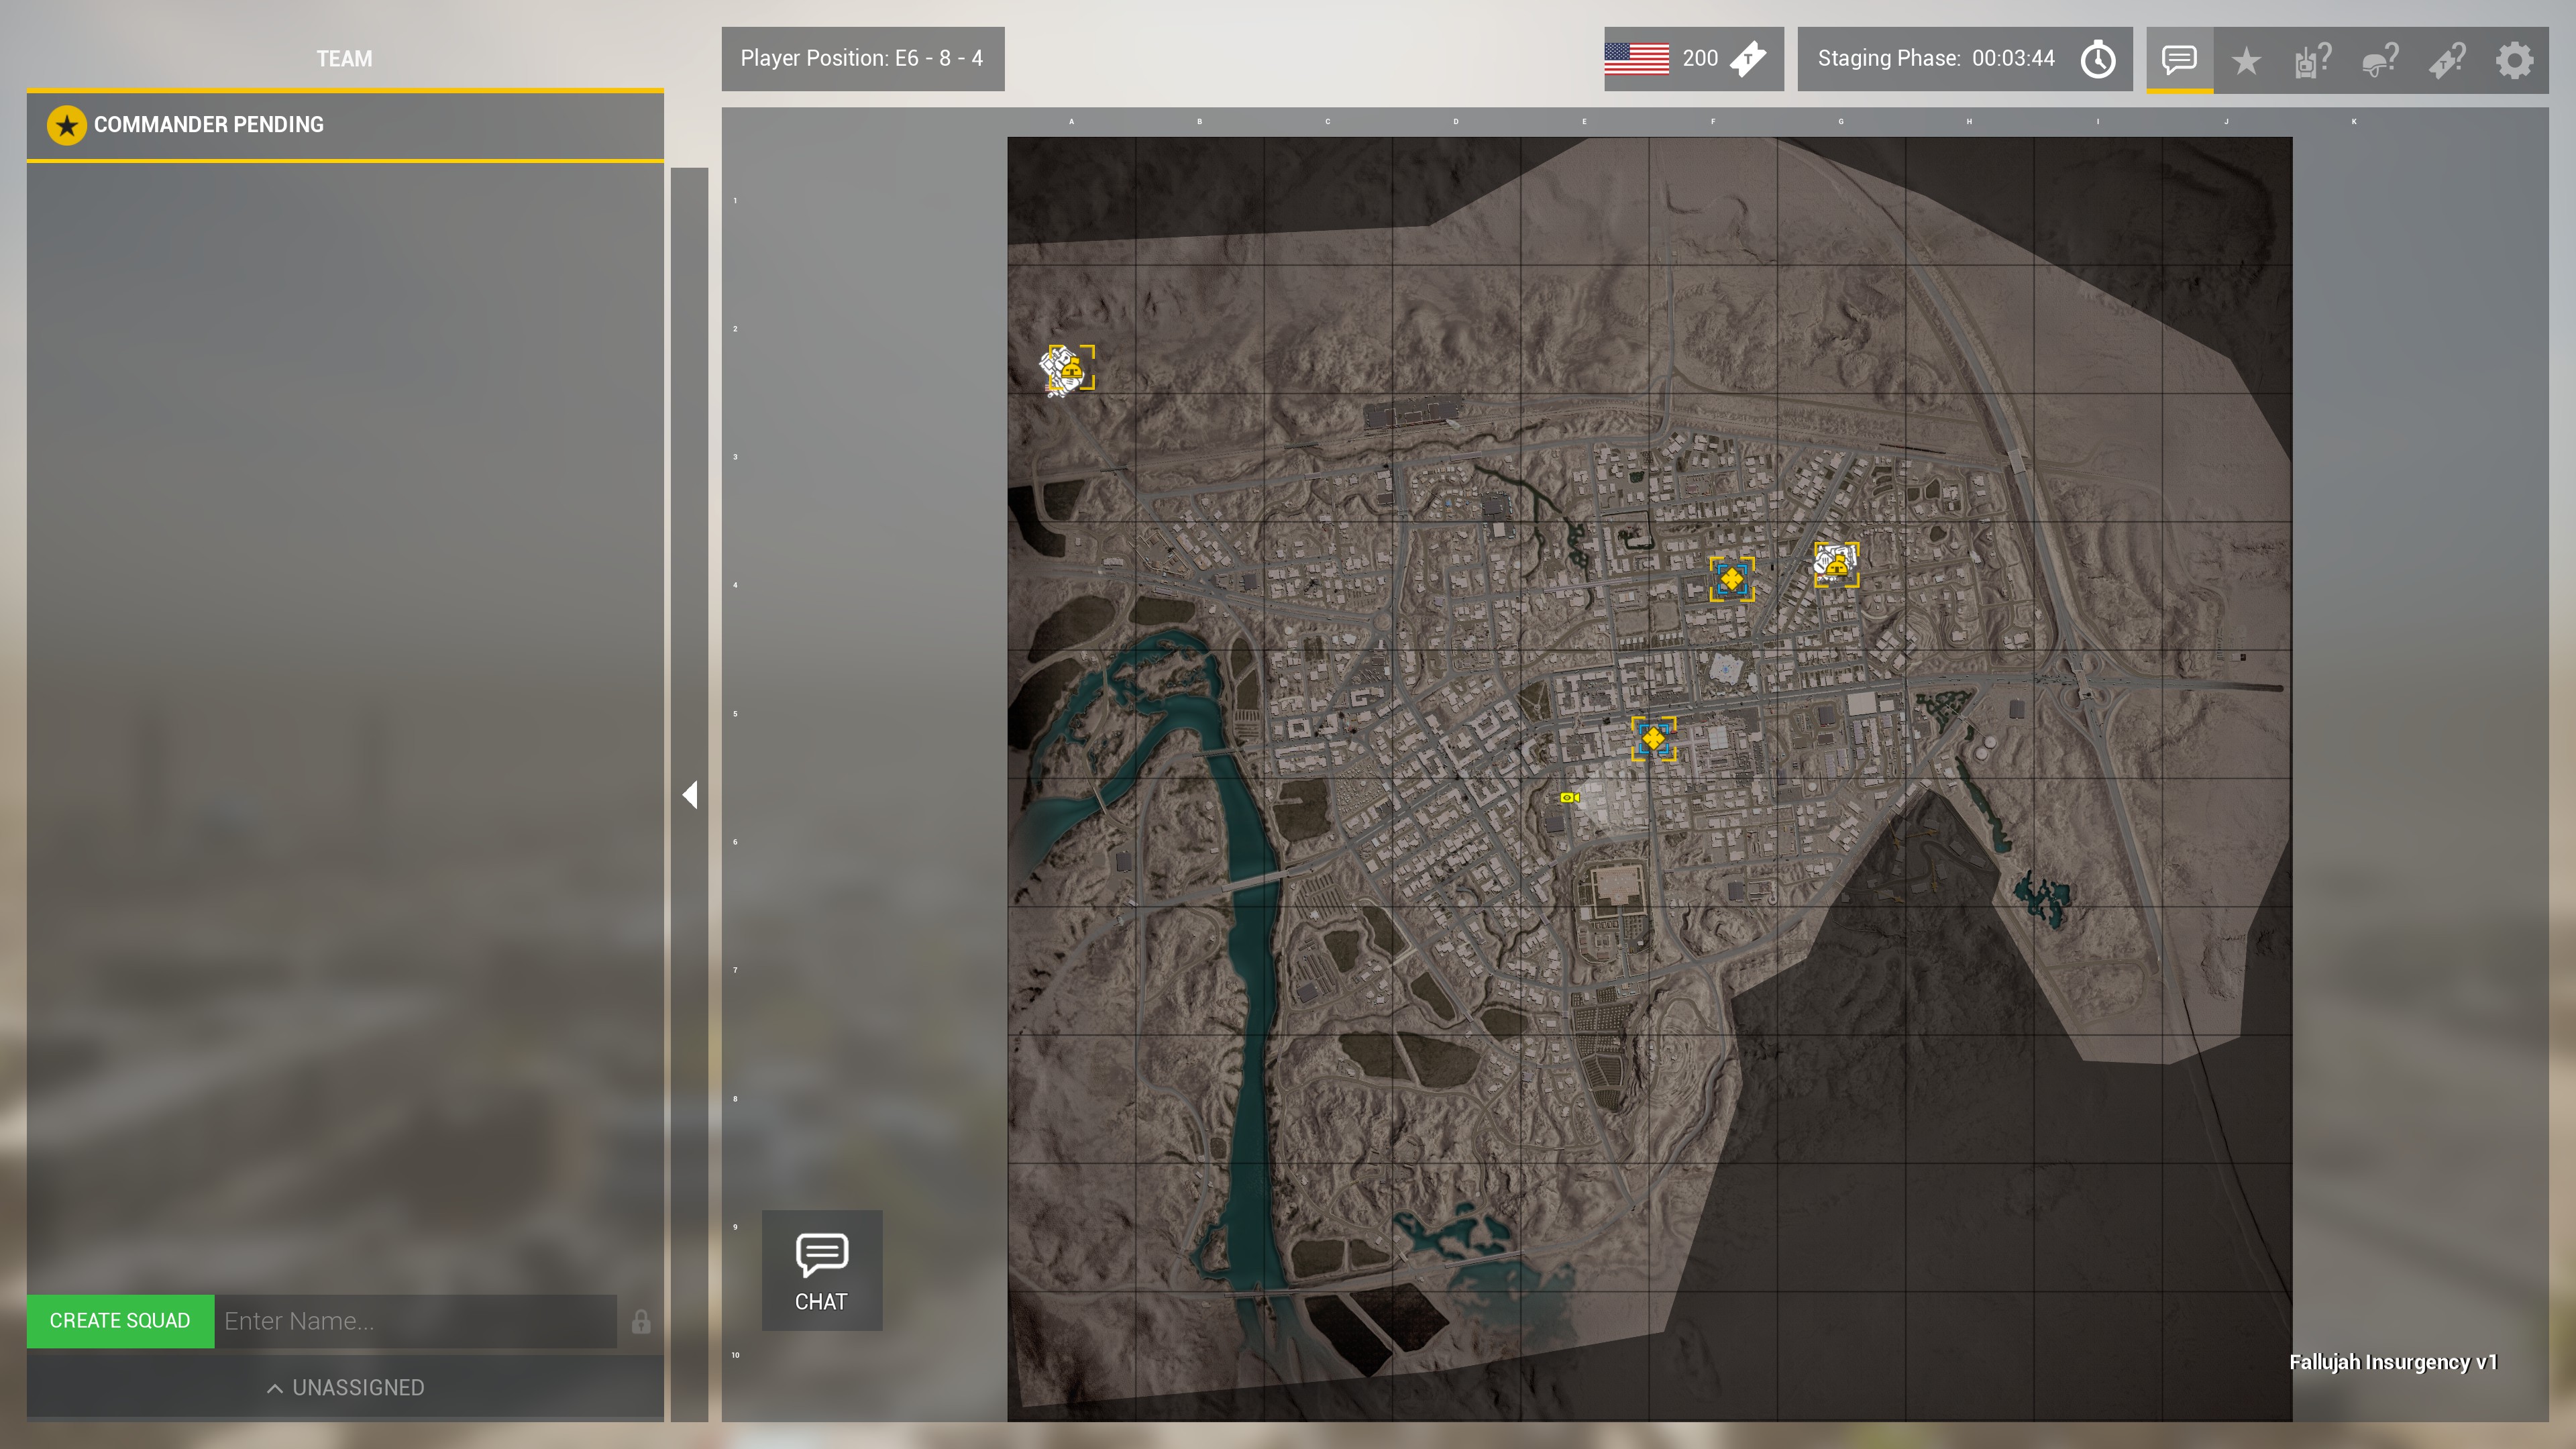 TEAM
Player Position: E6 - 8 - 4
200
T
Staging Phase: 00:03:44
?
?
T?
COMMANDER PENDING
A B C D E F G H I J K
1
2
3
4
5
6
7
8
9
10
CHAT
CREATE SQUAD
Enter Name...
UNASSIGNED
Fallujah Insurgency v1